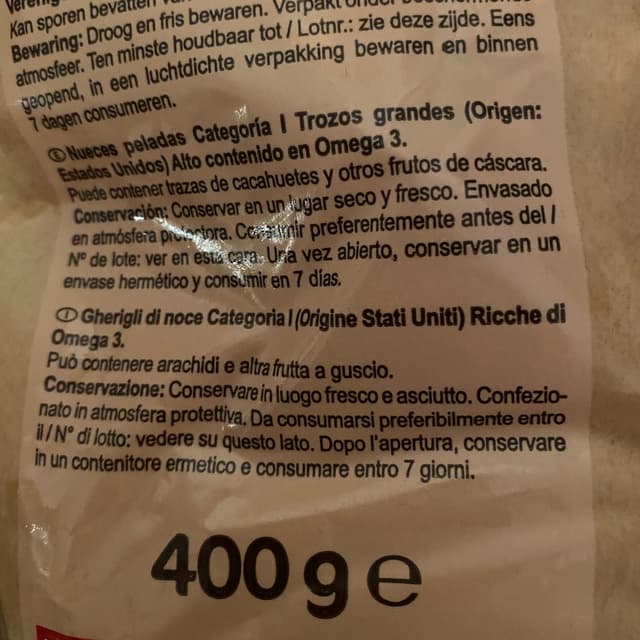 Kan sporen bevatten
Bewaring: Droog en fris bewaren. Verpakt
atmosfeer. Ten minste houdbaar tot / Lotnr.: zie deze zijde. Eens
geopend, in een luchtdichte verpakking bewaren en binnen
7 dagen consumeren.
Ⓔ Nueces peladas Categoría I Trozos grandes (Origen:
Estados Unidos) Alto contenido en Omega 3.
Puede contener trazas de cacahuetes y otros frutos de cáscara.
Conservación: Conservar en un lugar seco y fresco. Envasado
en atmósfera protectora. Consumir preferentemente antes del /
Nº de lote: ver en esta cara. Una vez abierto, conservar en un
envase hermético y consumir en 7 días.
Ⓘ Gherigli di noce Categoria I (Origine Stati Uniti) Ricche di
Omega 3.
Può contenere arachidi e altra frutta a guscio.
Conservazione: Conservare in luogo fresco e asciutto. Confezio-
nato in atmosfera protettiva. Da consumarsi preferibilmente entro
il / N° di lotto: vedere su questo lato. Dopo l'apertura, conservare
in un contenitore ermetico e consumare entro 7 giorni.
400 g e